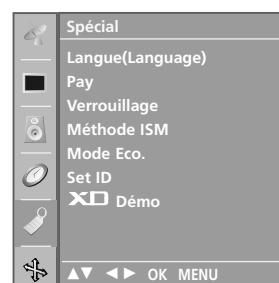 Spécial
Langue(Language)
Pay
Verrouillage
Méthode ISM
Mode Eco.
Set ID
XD Démo
▲▼ ◄► OK MENU